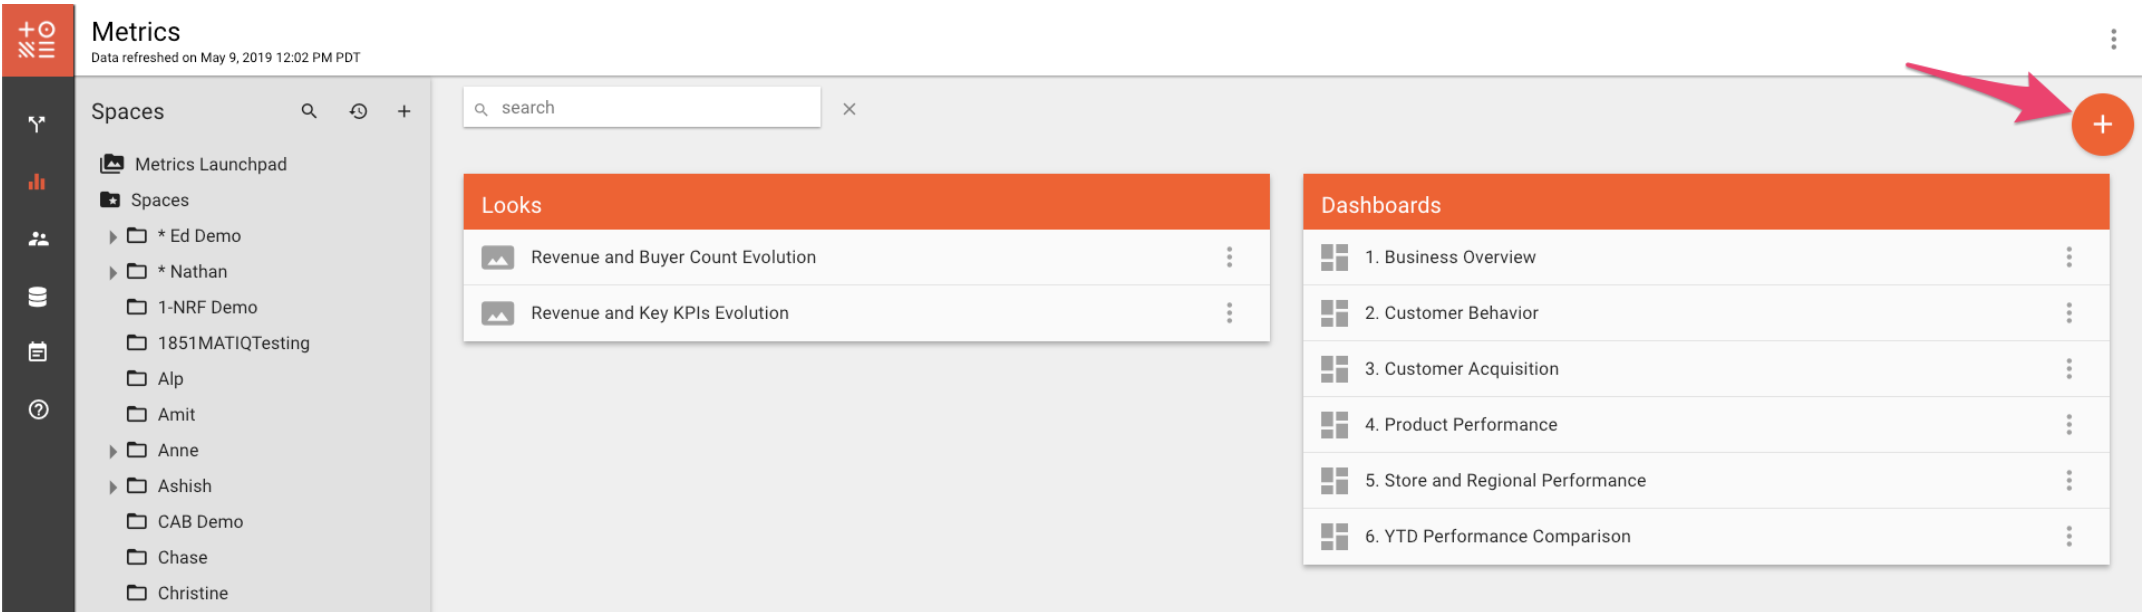 Metrics
Data refreshed on May 9, 2019 12:02 PM PDT
Spaces
Metrics Launchpad
Spaces
* Ed Demo
* Nathan
1-NRF Demo
1851MATIQTesting
Alp
Amit
Anne
Ashish
CAB Demo
Chase
Christine
search
Looks
Revenue and Buyer Count Evolution
Revenue and Key KPIs Evolution
Dashboards
1. Business Overview
2. Customer Behavior
3. Customer Acquisition
4. Product Performance
5. Store and Regional Performance
6. YTD Performance Comparison